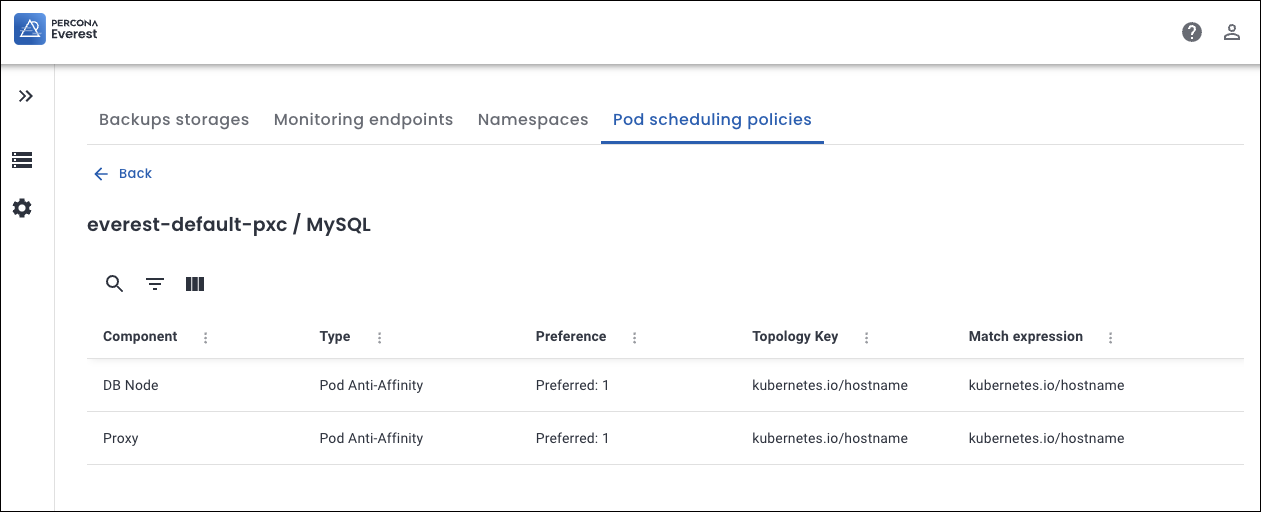 PERCONA
Everest
Backups storages Monitoring endpoints Namespaces Pod scheduling policies
Back
everest-default-pxc / MySQL
Component Type Preference Topology Key Match expression
DB Node Pod Anti-Affinity Preferred: 1 kubernetes.io/hostname kubernetes.io/hostname
Proxy Pod Anti-Affinity Preferred: 1 kubernetes.io/hostname kubernetes.io/hostname